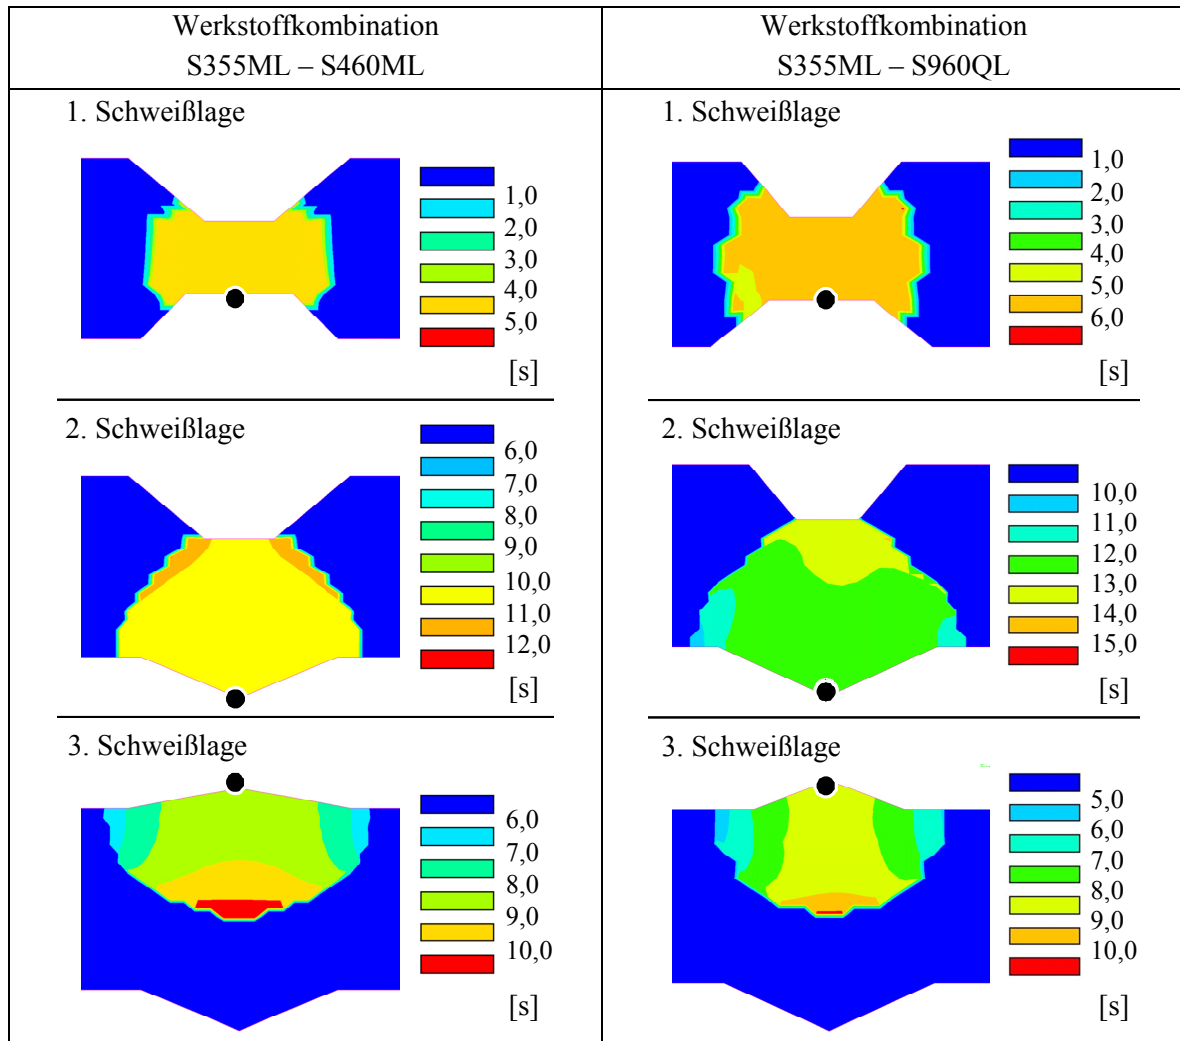 Werkstoffkombination
S355ML – S460ML
Werkstoffkombination
S355ML – S960QL
1. Schweißlage
1,0
2,0
3,0
4,0
5,0
[s]
1. Schweißlage
1,0
2,0
3,0
4,0
5,0
6,0
[s]
2. Schweißlage
6,0
7,0
8,0
9,0
10,0
11,0
12,0
[s]
2. Schweißlage
10,0
11,0
12,0
13,0
14,0
15,0
[s]
3. Schweißlage
6,0
7,0
8,0
9,0
10,0
[s]
3. Schweißlage
5,0
6,0
7,0
8,0
9,0
10,0
[s]